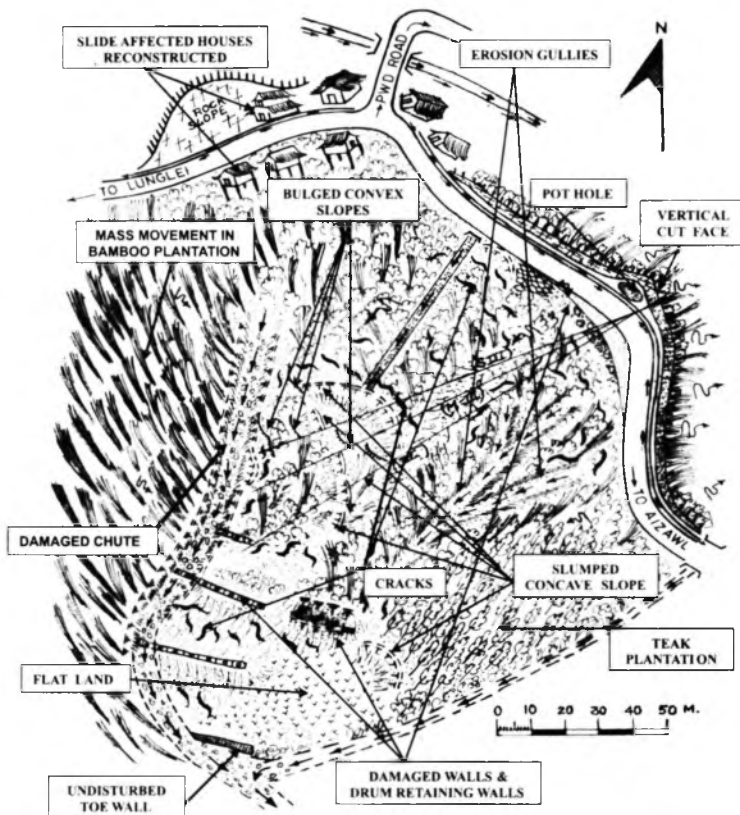 SLIDE AFFECTED HOUSES
RECONSTRUCTED
EROSION GULLIES
N
PWD ROAD
ROCK
SLOPE
TO LUNGLEI
BULGED CONVEX
SLOPES
POT HOLE
VERTICAL
CUT FACE
MASS MOVEMENT IN
BAMBOO PLANTATION
DAMAGED CHUTE
CRACKS
SLUMPED
CONCAVE SLOPE
TO AIZAWL
TEAK
PLANTATION
FLAT LAND
0 10 20 30 40 50 M.
UNDISTURBED
TOE WALL
DAMAGED WALLS &
DRUM RETAINING WALLS